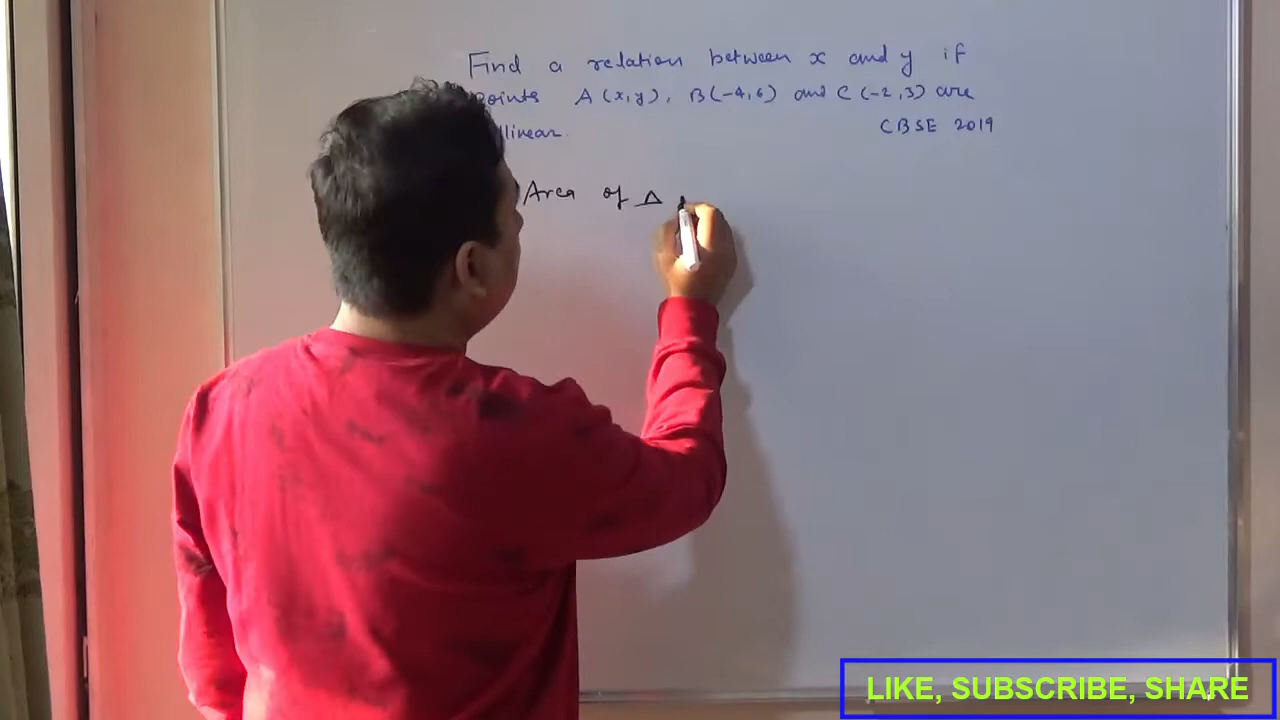 Find a relation between x and y if
points A(x,y), B(-4,6) and C(-2,3) are
llinear. CBSE 2019
Area of Δ
LIKE, SUBSCRIBE, SHARE